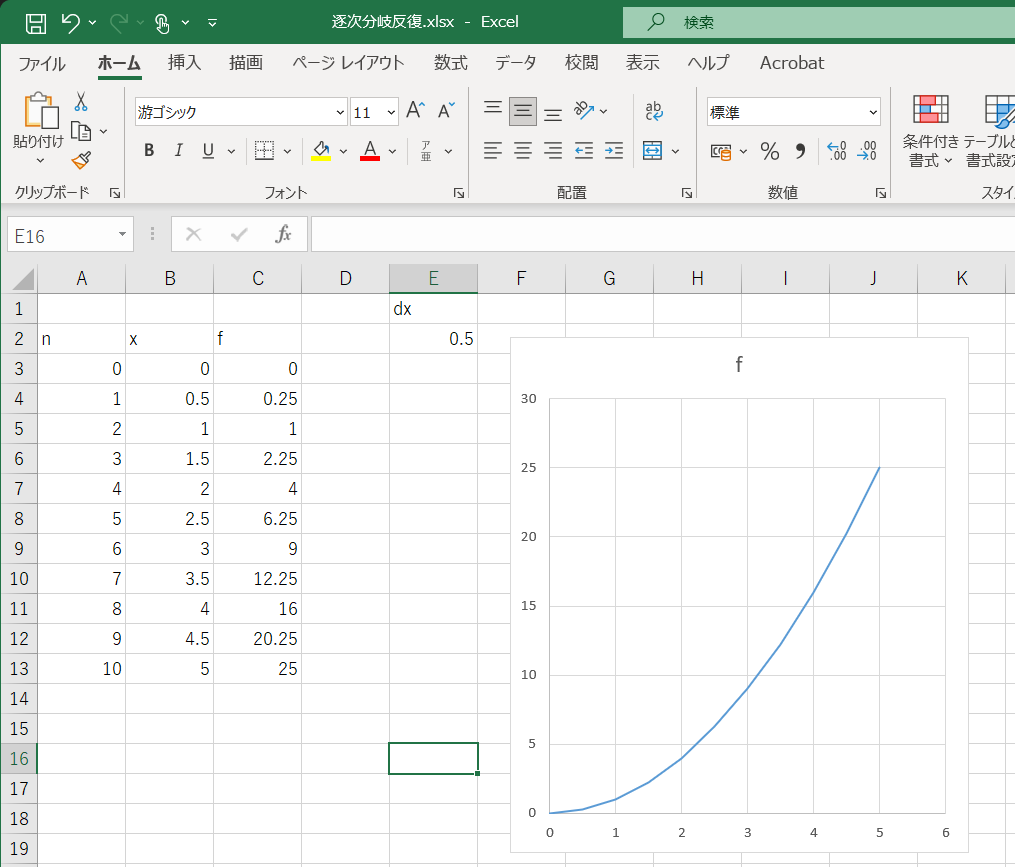 逐次分岐反復.xlsx - Excel
検索
ファイル ホーム 挿入 描画 ページ レイアウト 数式 データ 校閲 表示 ヘルプ Acrobat
貼り付け
游ゴシック 11 A A
ab
c
標準
B I U A ア
亜
% 9
.00
.00
条件付き
書式
テーブルと
書式設定
クリップボード フォント 配置 数値 スタイ
E16 fx
A B C D E F G H I J K
1 dx
2 n x f 0.5
3 0 0 0
4 1 0.5 0.25
5 2 1 1
6 3 1.5 2.25
7 4 2 4
8 5 2.5 6.25
9 6 3 9
10 7 3.5 12.25
11 8 4 16
12 9 4.5 20.25
13 10 5 25
14
15
16
17
18
19
f
30
25
20
15
10
5
0
0 1 2 3 4 5 6